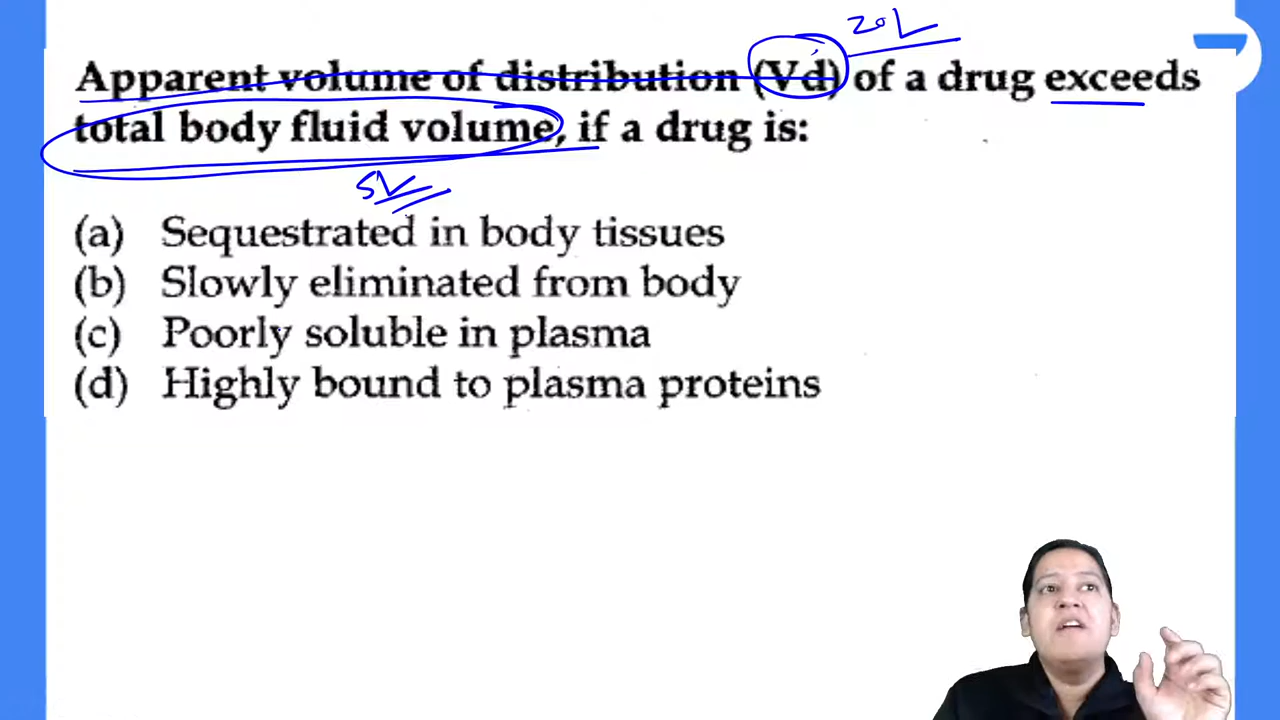 20L
Apparent volume of distribution (Vd) of a drug exceeds
total body fluid volume, if a drug is:
5L
(a) Sequestrated in body tissues
(b) Slowly eliminated from body
(c) Poorly soluble in plasma
(d) Highly bound to plasma proteins